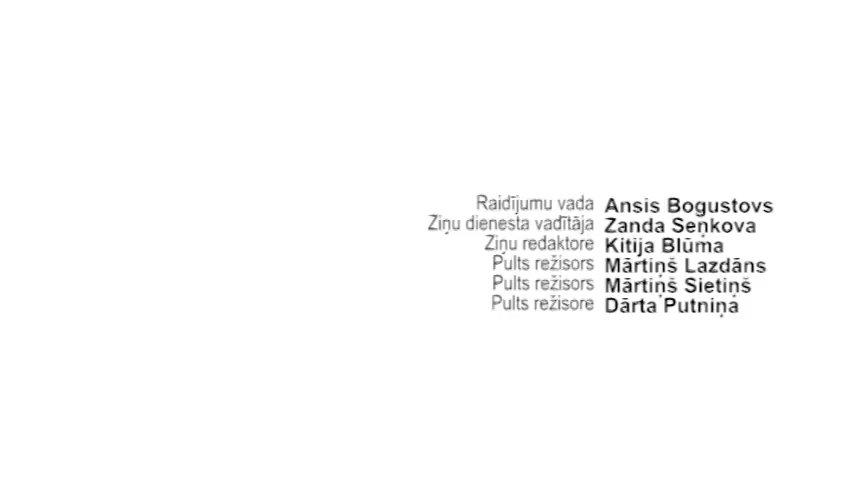 Raidījumu vada Ansis Bogustovs
Ziņu dienesta vadītāja Zanda Seņkova
Ziņu redaktore Kitija Blūma
Pults režisors Mārtiņš Lazdāns
Pults režisors Mārtiņš Sietiņš
Pults režisore Dārta Putniņa